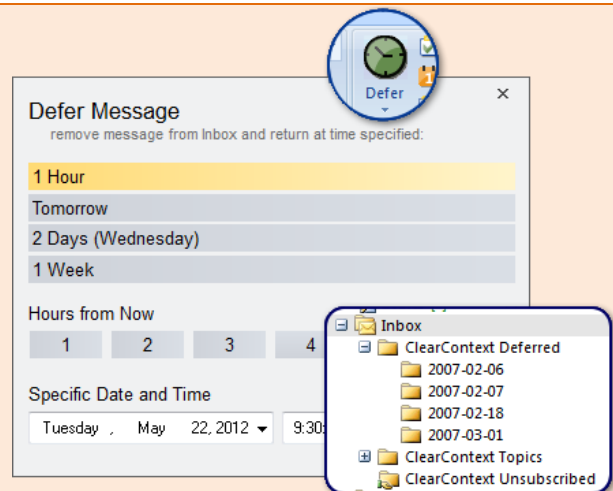 Defer
Defer Message
remove message from Inbox and return at time specified:
1 Hour
Tomorrow
2 Days (Wednesday)
1 Week
Hours from Now
1 2 3 4
Specific Date and Time
Tuesday , May 22, 2012 9:30:
Inbox
ClearContext Deferred
2007-02-06
2007-02-07
2007-02-18
2007-03-01
ClearContext Topics
ClearContext Unsubscribed